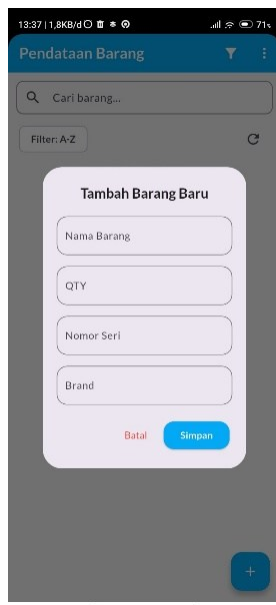 13:37 | 1,8KB/d
71%
Pendataan Barang
Cari barang...
Filter: A-Z
Tambah Barang Baru
Nama Barang
QTY
Nomor Seri
Brand
Batal
Simpan
+